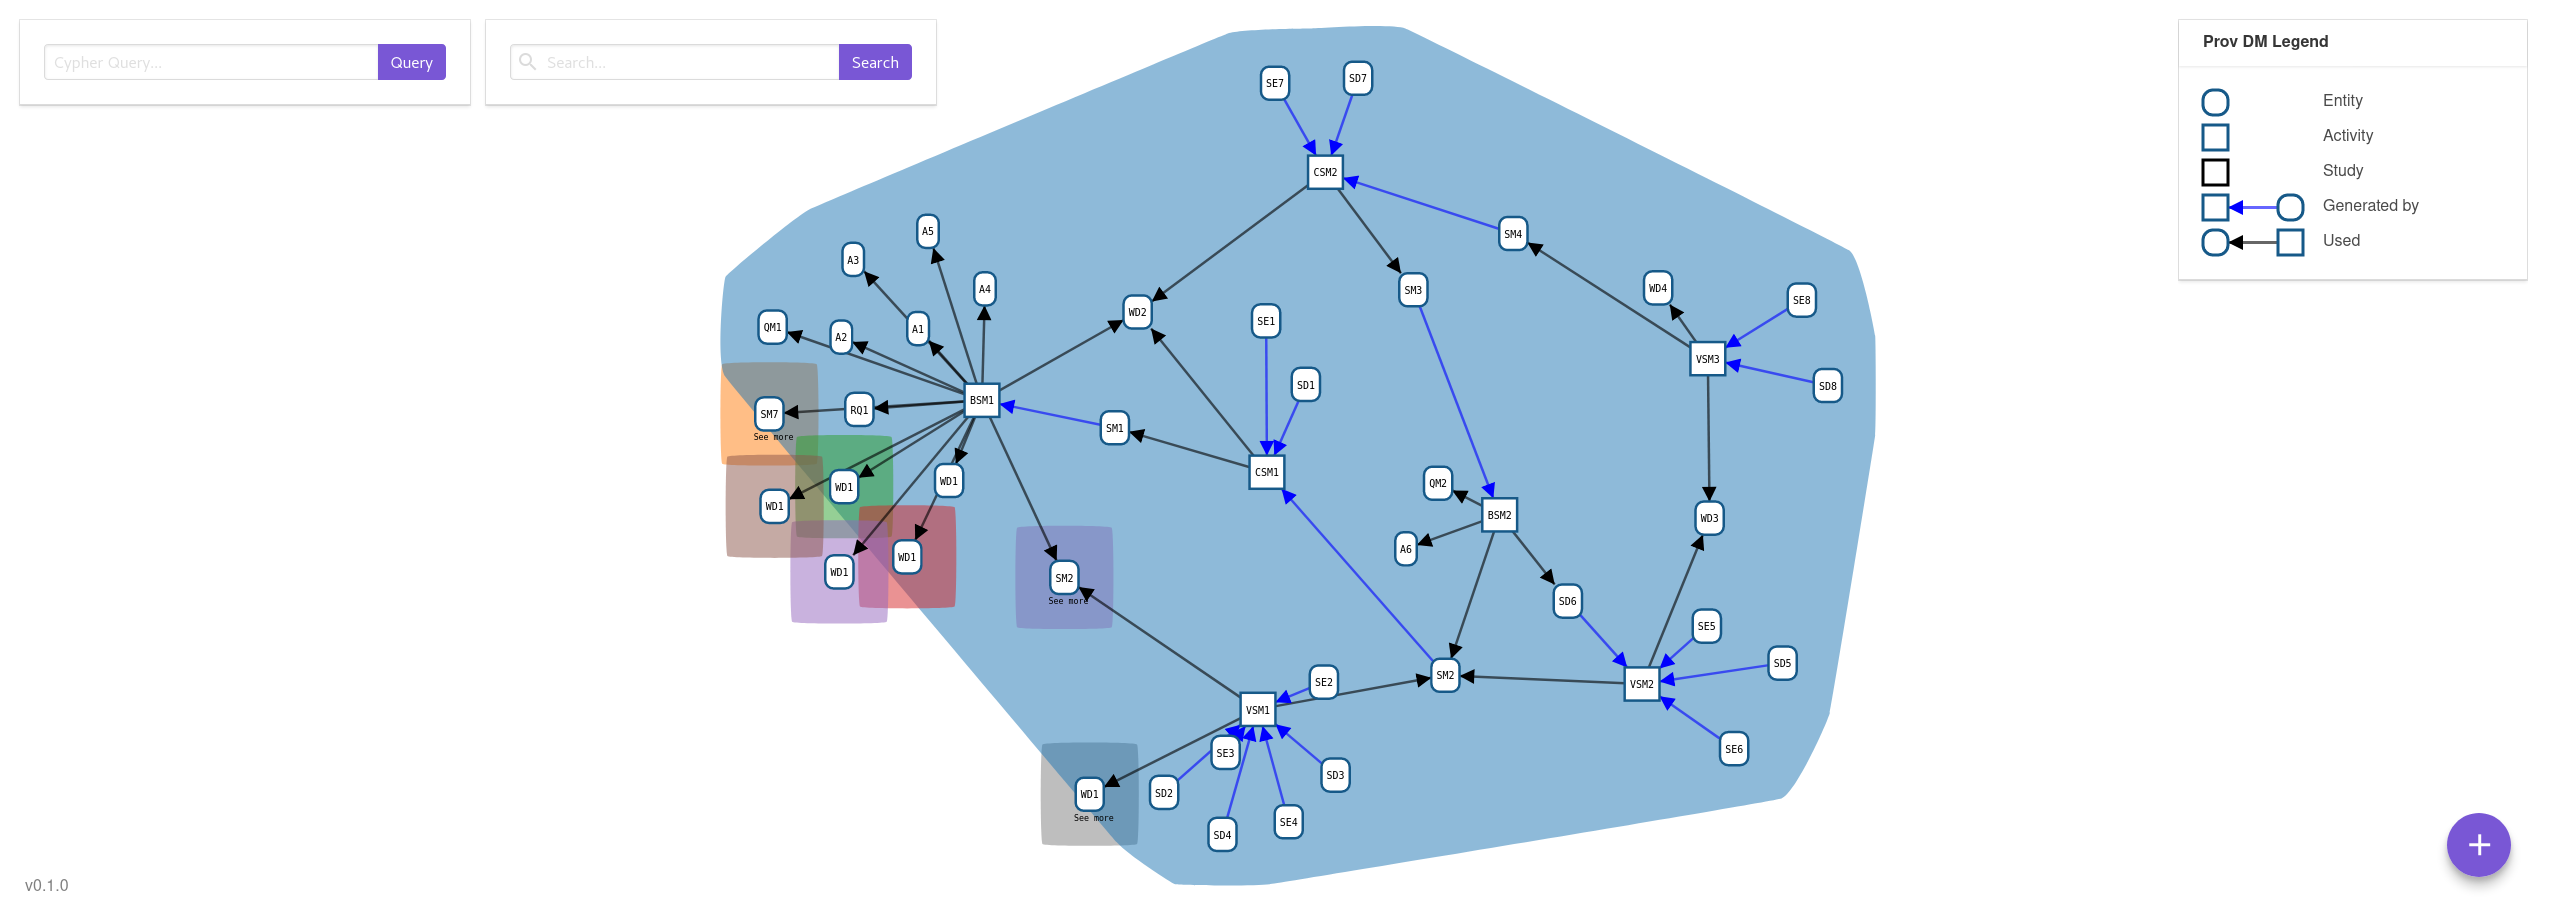 Cypher Query...
Query
Search...
Search
Prov DM Legend
Entity
Activity
Study
Generated by
Used
SE7
SD7
CSM2
A5
SM4
A3
A4
SM3
WD4
SE8
WD2
SE1
QM1
A2
A1
VSM3
SD1
SD8
BSM1
SM7
See more
RQ1
SM1
CSM1
WD1
WD1
WD1
QM2
BSM2
WD3
A6
WD1
WD1
SM2
See more
SD6
SE5
SD5
SM2
SE2
VSM2
VSM1
SE6
SE3
SD3
WD1
See more
SD2
SE4
SD4
v0.1.0